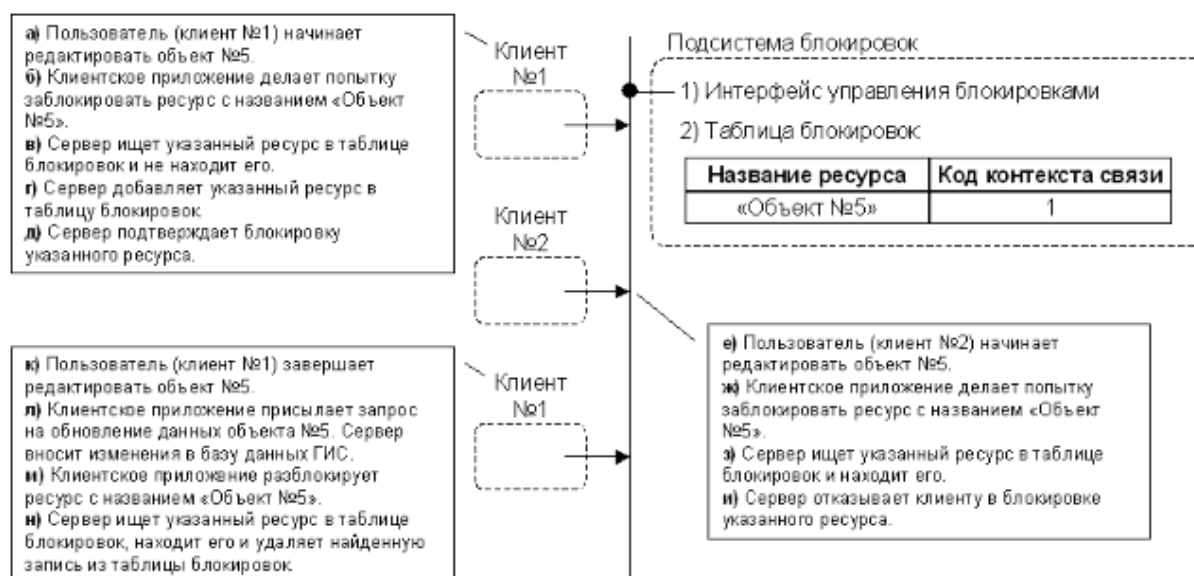 а) Пользователь (клиент №1) начинает
редактировать объект №5.
б) Клиентское приложение делает попытку
заблокировать ресурс с названием «Объект
№5».
в) Сервер ищет указанный ресурс в таблице
блокировок и не находит его.
г) Сервер добавляет указанный ресурс в
таблицу блокировок
д) Сервер подтверждает блокировку
указанного ресурса.
Клиент
№1
Подсистема блокировок
1) Интерфейс управления блокировками
2) Таблица блокировок
Название ресурса Код контекста связи
«Объект №5» 1
Клиент
№2
е) Пользователь (клиент №2) начинает
редактировать объект №5.
ж) Клиентское приложение делает попытку
заблокировать ресурс с названием «Объект
№5».
з) Сервер ищет указанный ресурс в таблице
блокировок и находит его.
и) Сервер отказывает клиенту в блокировке
указанного ресурса.
к) Пользователь (клиент №1) завершает
редактировать объект №5.
л) Клиентское приложение присылает запрос
на обновление данных объекта №5. Сервер
вносит изменения в базу данных ГИС.
м) Клиентское приложение разблокирует
ресурс с названием «Объект №5».
н) Сервер ищет указанный ресурс в таблице
блокировок, находит его и удаляет найденную
запись из таблицы блокировок
Клиент
№1